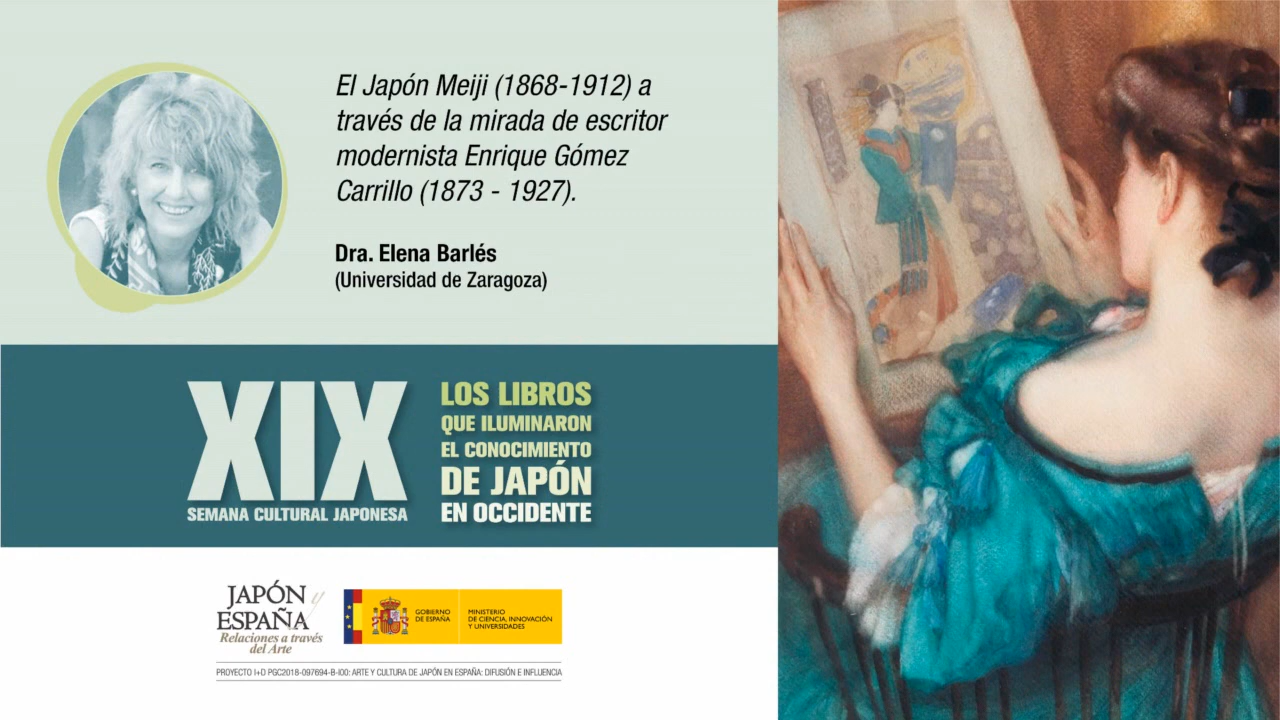 El Japón Meiji (1868-1912) a
través de la mirada de escritor
modernista Enrique Gómez
Carrillo (1873 - 1927).
Dra. Elena Barlés
(Universidad de Zaragoza)
XIX
SEMANA CULTURAL JAPONESA
LOS LIBROS
QUE ILUMINARON
EL CONOCIMIENTO
DE JAPÓN
EN OCCIDENTE
JAPÓN y
ESPAÑA
Relaciones a través
del Arte
GOBIERNO
DE ESPAÑA
MINISTERIO
DE CIENCIA, INNOVACIÓN
Y UNIVERSIDADES
PROYECTO I+D PGC2018-097694-B-I00: ARTE Y CULTURA DE JAPÓN EN ESPAÑA: DIFUSIÓN E INFLUENCIA